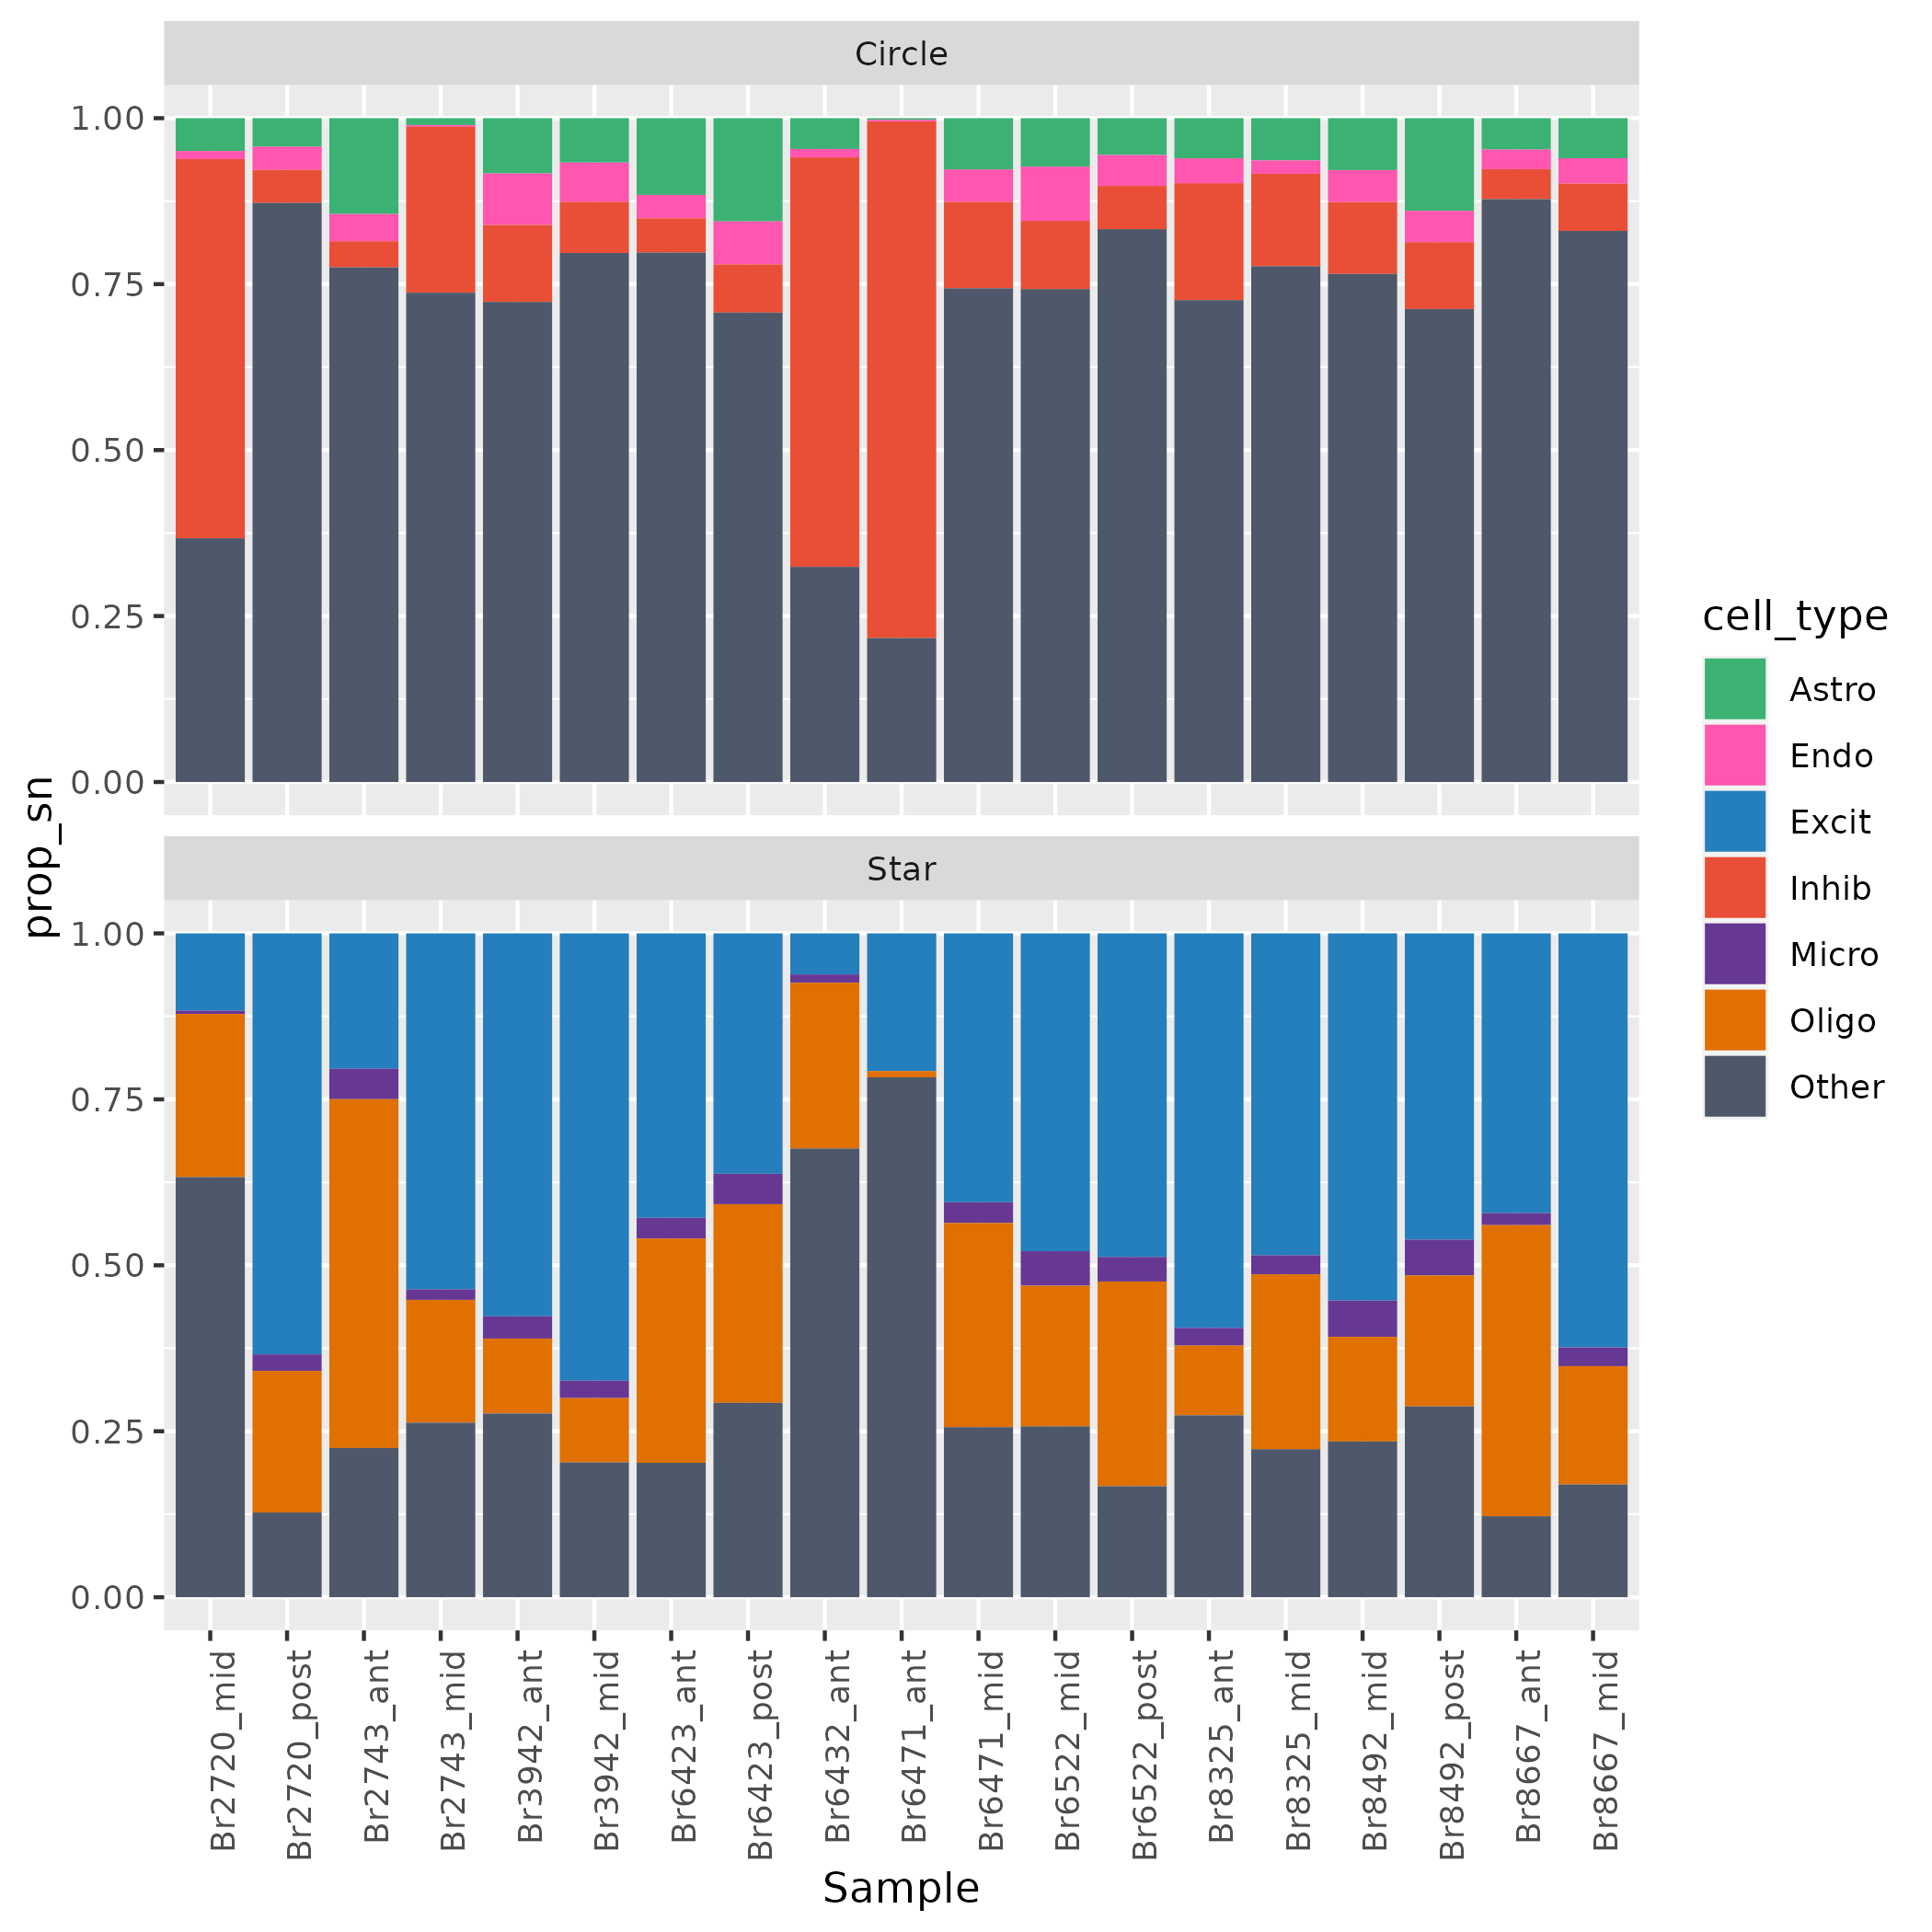 Circle
1.00
0.75
0.50
0.25
0.00
prop_sn
Star
1.00
0.75
0.50
0.25
0.00
Br2720_mid
Br2720_post
Br2743_ant
Br2743_mid
Br3942_ant
Br3942_mid
Br6423_ant
Br6423_post
Br6432_ant
Br6471_ant
Br6471_mid
Br6522_mid
Br6522_post
Br8325_ant
Br8325_mid
Br8492_mid
Br8492_post
Br8667_ant
Br8667_mid
Sample
cell_type
Astro
Endo
Excit
Inhib
Micro
Oligo
Other